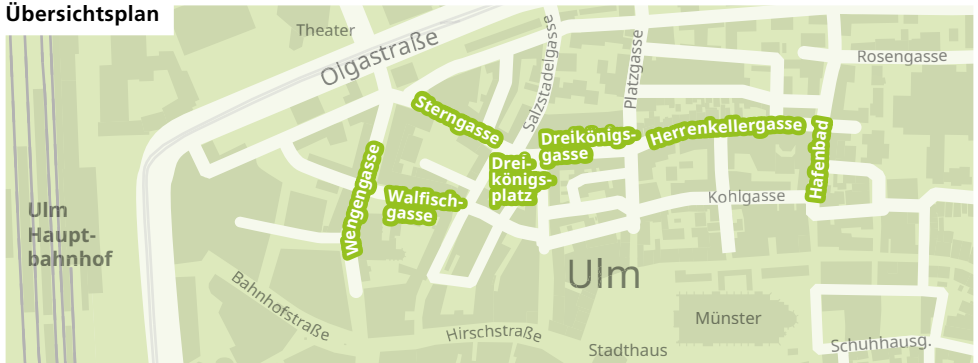 Übersichtsplan
Theater
Olgastraße
Salzstadelgasse
Platzgasse
Rosengasse
Sterngasse
Dreikönigs-
gasse
Herrenkellergasse
Hafenbad
Wengengasse
Drei-
königs-
platz
Walfisch-
gasse
Kohlgasse
Ulm
Haupt-
bahnhof
Bahnhofstraße
Ulm
Hirschstraße
Münster
Stadthaus
Schuhhausg.